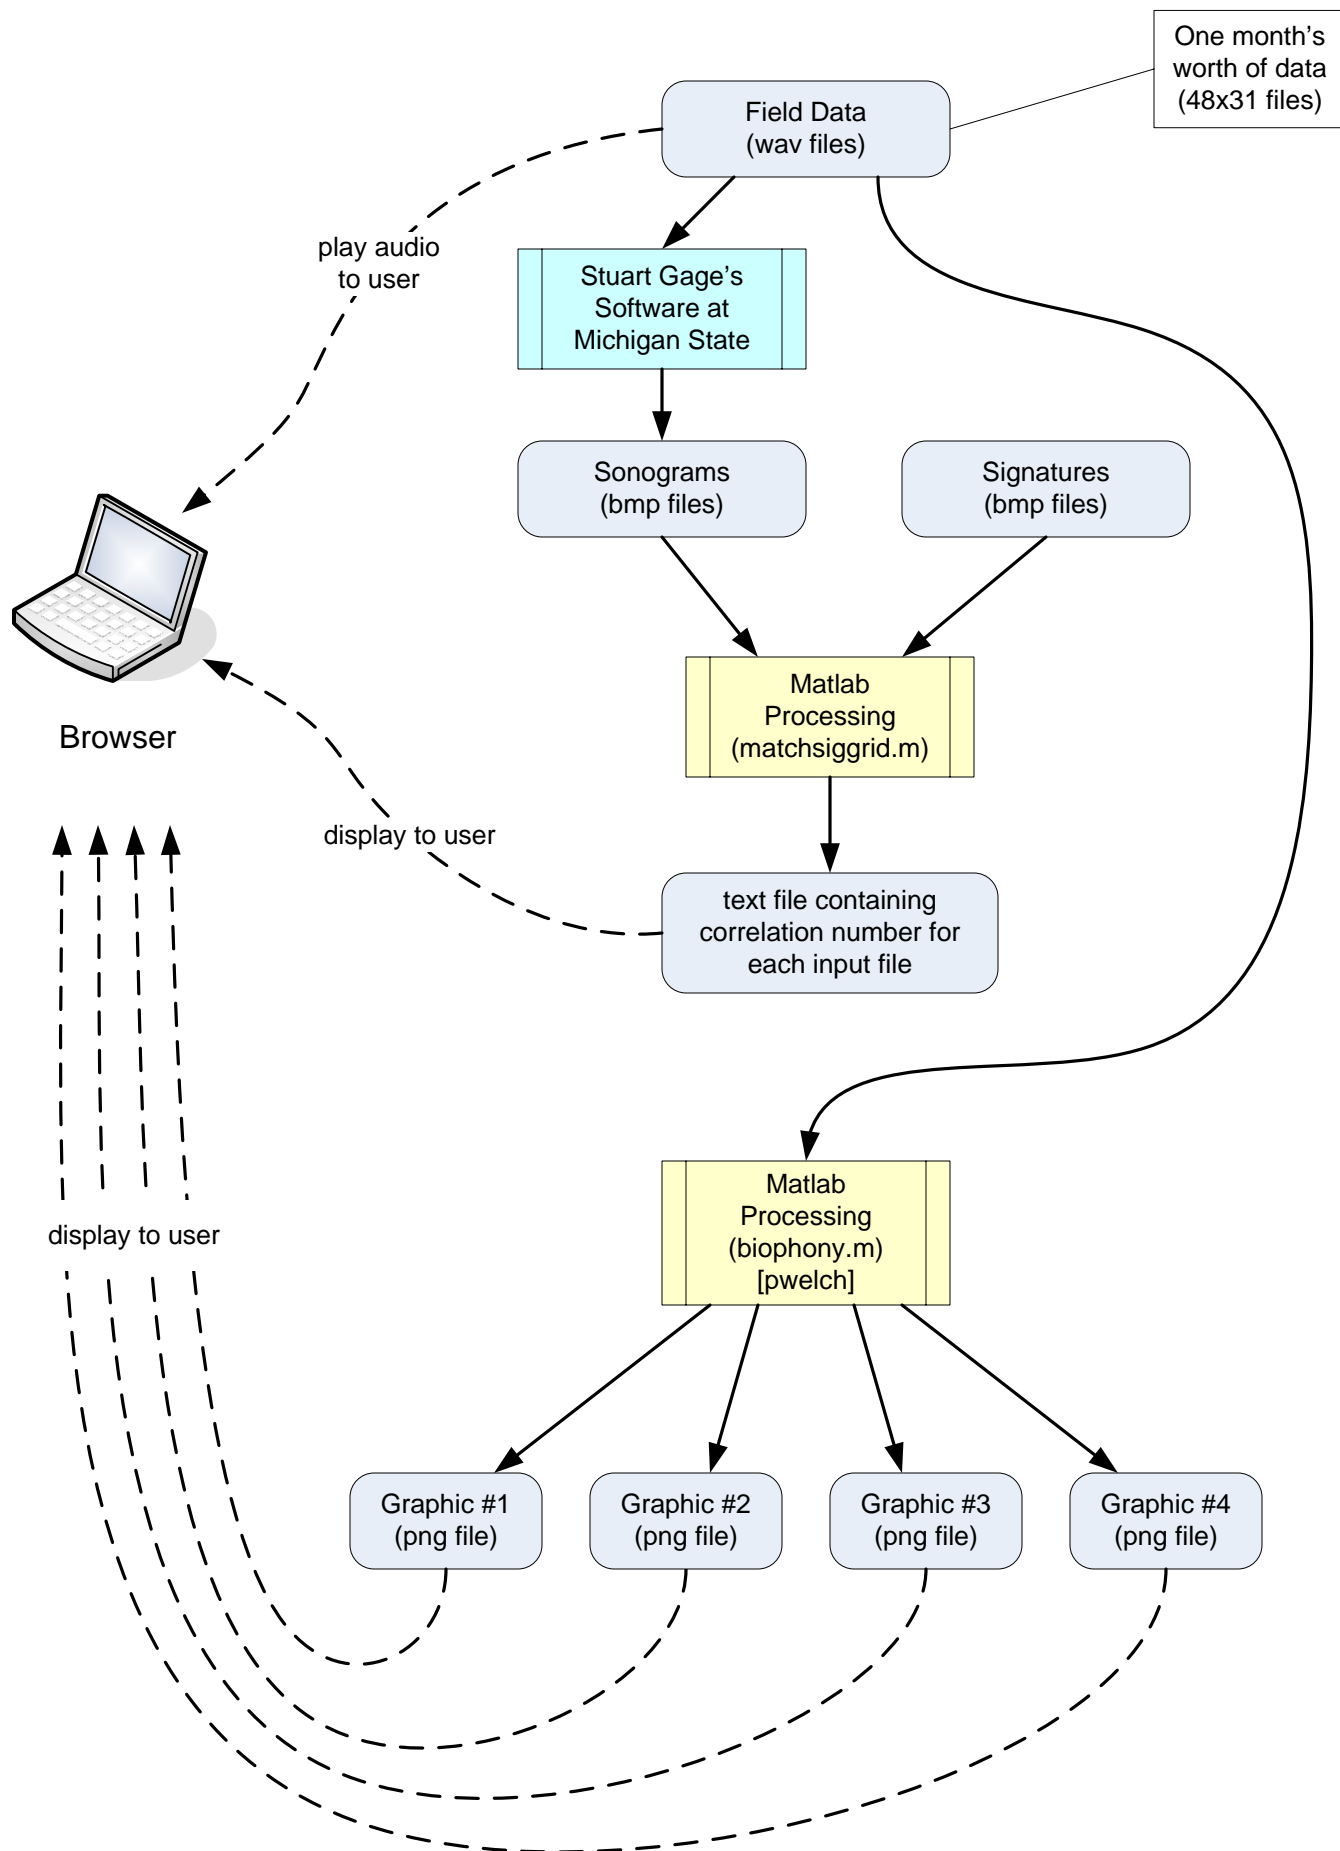 One month's
worth of data
(48x31 files)
Field Data
(wav files)
play audio
to user
Stuart Gage's
Software at
Michigan State
Sonograms
(bmp files)
Signatures
(bmp files)
Browser
Matlab
Processing
(matchsiggrid.m)
display to user
text file containing
correlation number for
each input file
Matlab
Processing
(biophony.m)
[pwelch]
display to user
Graphic #1
(png file)
Graphic #2
(png file)
Graphic #3
(png file)
Graphic #4
(png file)